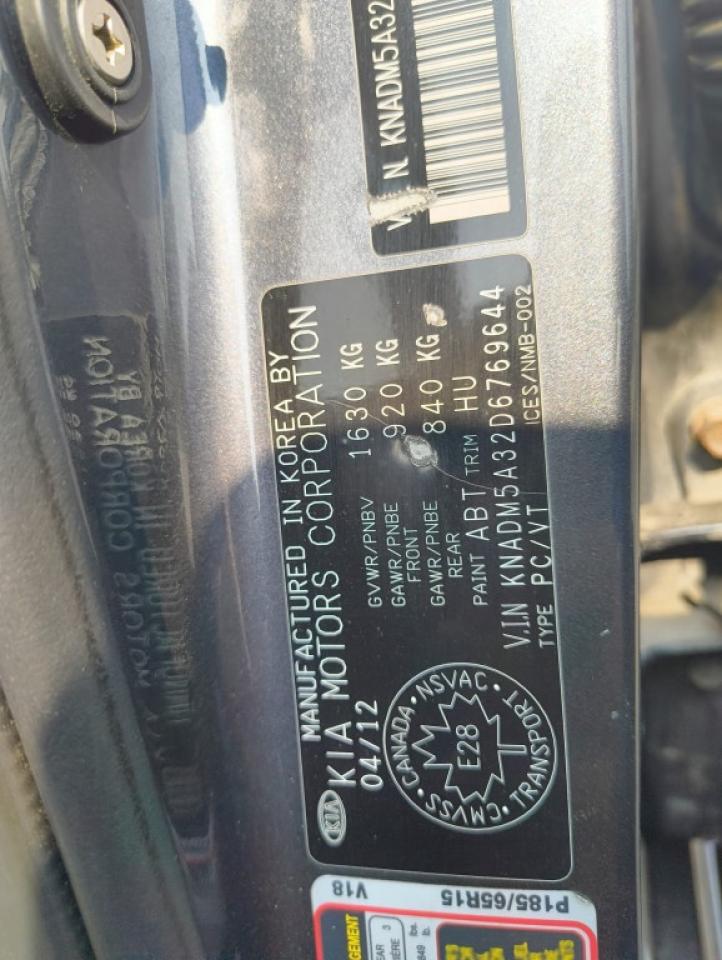 V.I.N. KNADM5A32
MANUFACTURED IN KOREA BY
KIA KIA MOTORS CORPORATION
04/12
GVWR/PNBV 1630 KG
GAWR/PNBE FRONT 920 KG
GAWR/PNBE REAR 840 KG
PAINT ABT TRIM HU
V.I.N KNADM5A32D6769644
TYPE PC/VT ICES/NMB-002
CANADA • NSVAC • TRANSPORT • CMVSS •
E28
V18
P185/65R15